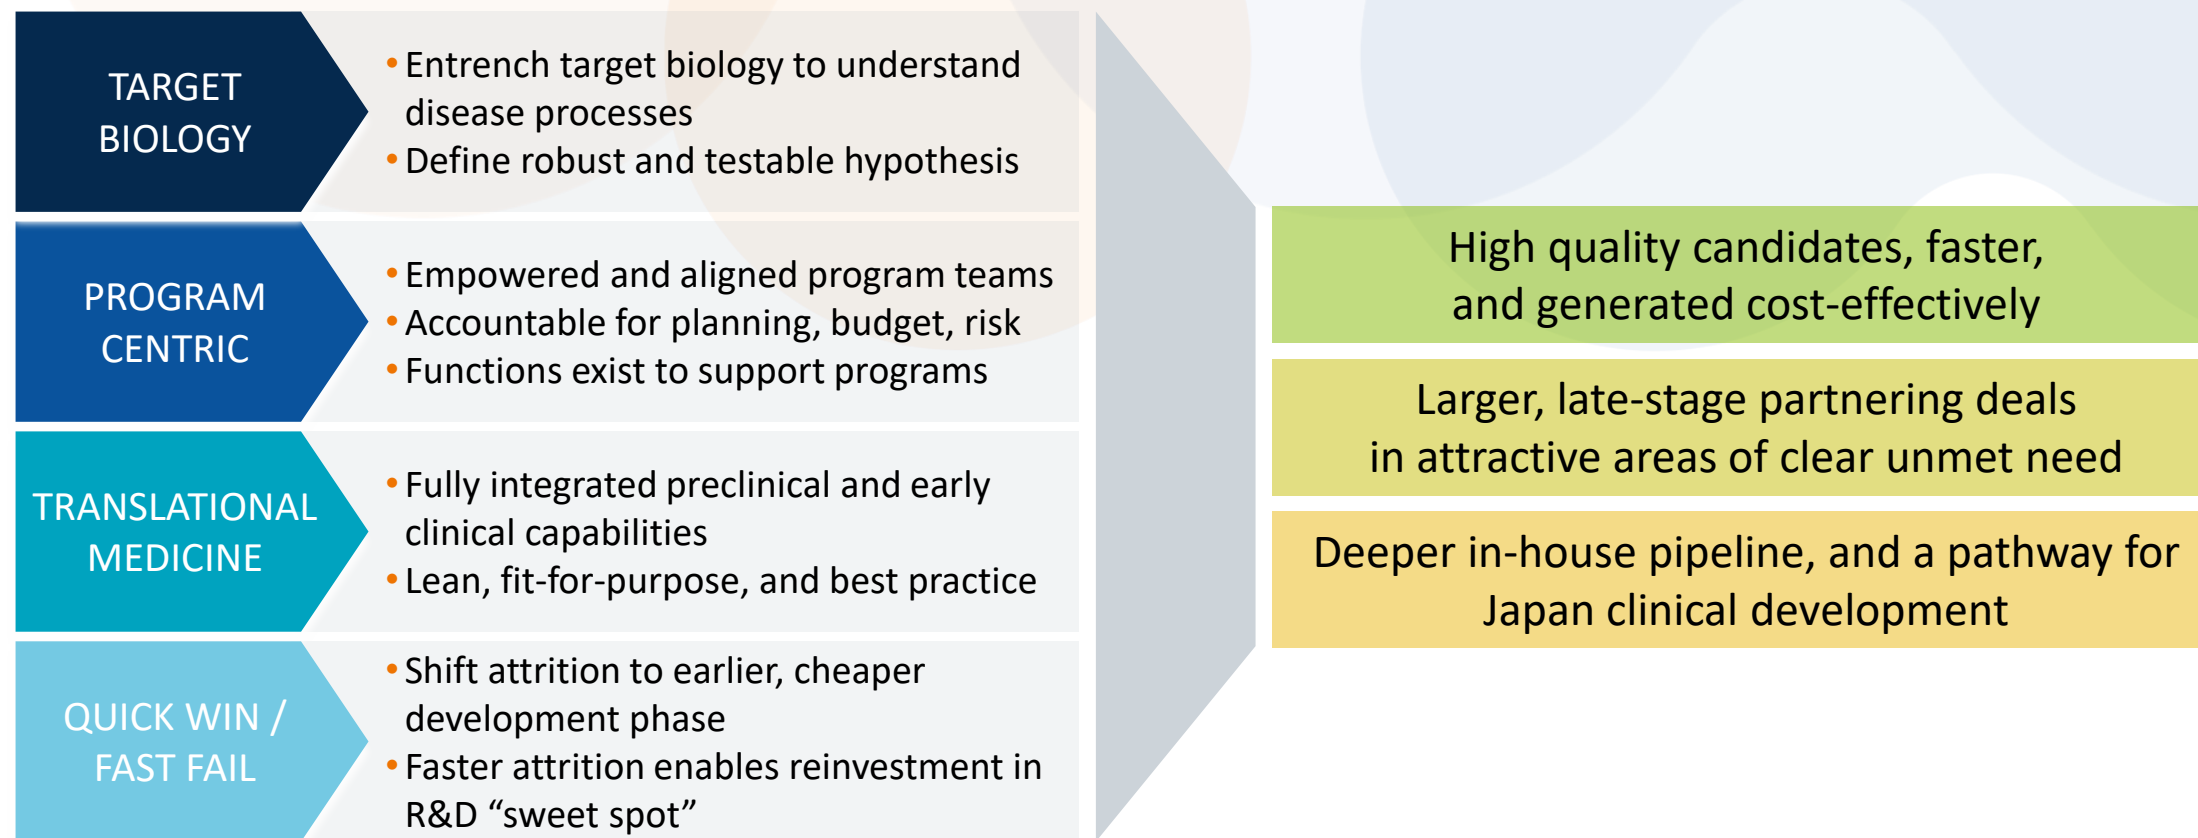 TARGET
BIOLOGY
• Entrench target biology to understand
disease processes
• Define robust and testable hypothesis
PROGRAM
CENTRIC
• Empowered and aligned program teams
• Accountable for planning, budget, risk
• Functions exist to support programs
TRANSLATIONAL
MEDICINE
• Fully integrated preclinical and early
clinical capabilities
• Lean, fit-for-purpose, and best practice
QUICK WIN /
FAST FAIL
• Shift attrition to earlier, cheaper
development phase
• Faster attrition enables reinvestment in
R&D “sweet spot”
High quality candidates, faster,
and generated cost-effectively
Larger, late-stage partnering deals
in attractive areas of clear unmet need
Deeper in-house pipeline, and a pathway for
Japan clinical development